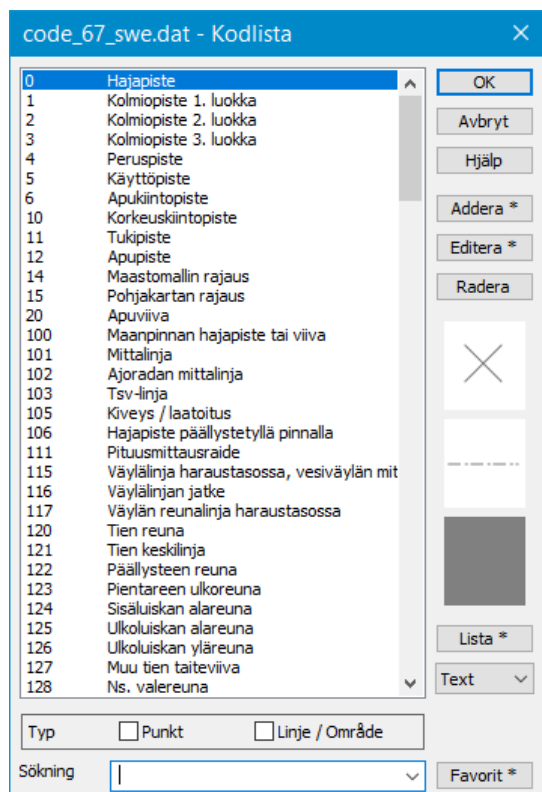 code_67_swe.dat - Kodlista
0 Hajapiste
1 Kolmiopiste 1. luokka
2 Kolmiopiste 2. luokka
3 Kolmiopiste 3. luokka
4 Peruspiste
5 Käyttöpiste
6 Apukiintopiste
10 Korkeuskiintopiste
11 Tukipiste
12 Apupiste
14 Maastomallin rajaus
15 Pohjakartan rajaus
20 Apuviiva
100 Maanpinnan hajapiste tai viiva
101 Mittalinja
102 Ajoradan mittalinja
103 Tsv-linja
105 Kiveys / laatoitus
106 Hajapiste päällystetyllä pinnalla
111 Pituusmittausraide
115 Väylälinja haraustasossa, vesiväylän mit
116 Väylälinjan jatke
117 Väylän reunalinja haraustasossa
120 Tien reuna
121 Tien keskilinja
122 Päällysteen reuna
123 Pientareen ulkoreuna
124 Sisäluiskan alareuna
125 Ulkoluiskan alareuna
126 Ulkoluiskan yläreuna
127 Muu tien taiteviiva
128 Ns. valereuna
OK
Avbryt
Hjälp
Addera *
Editera *
Radera
Lista *
Text
Typ Punkt Linje / Område
Sökning
Favorit *